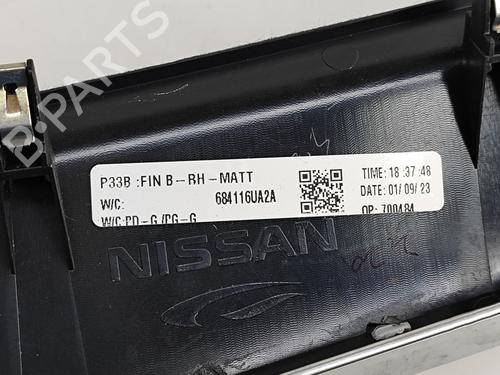 B-PARTS
P33B :FIN B-RH-MATT
TIME: 18:37:48
W/C:
684116UA2A
DATE: 01/09/23
W/C:PD-G/PG-G
OP: 700484
NISSAN